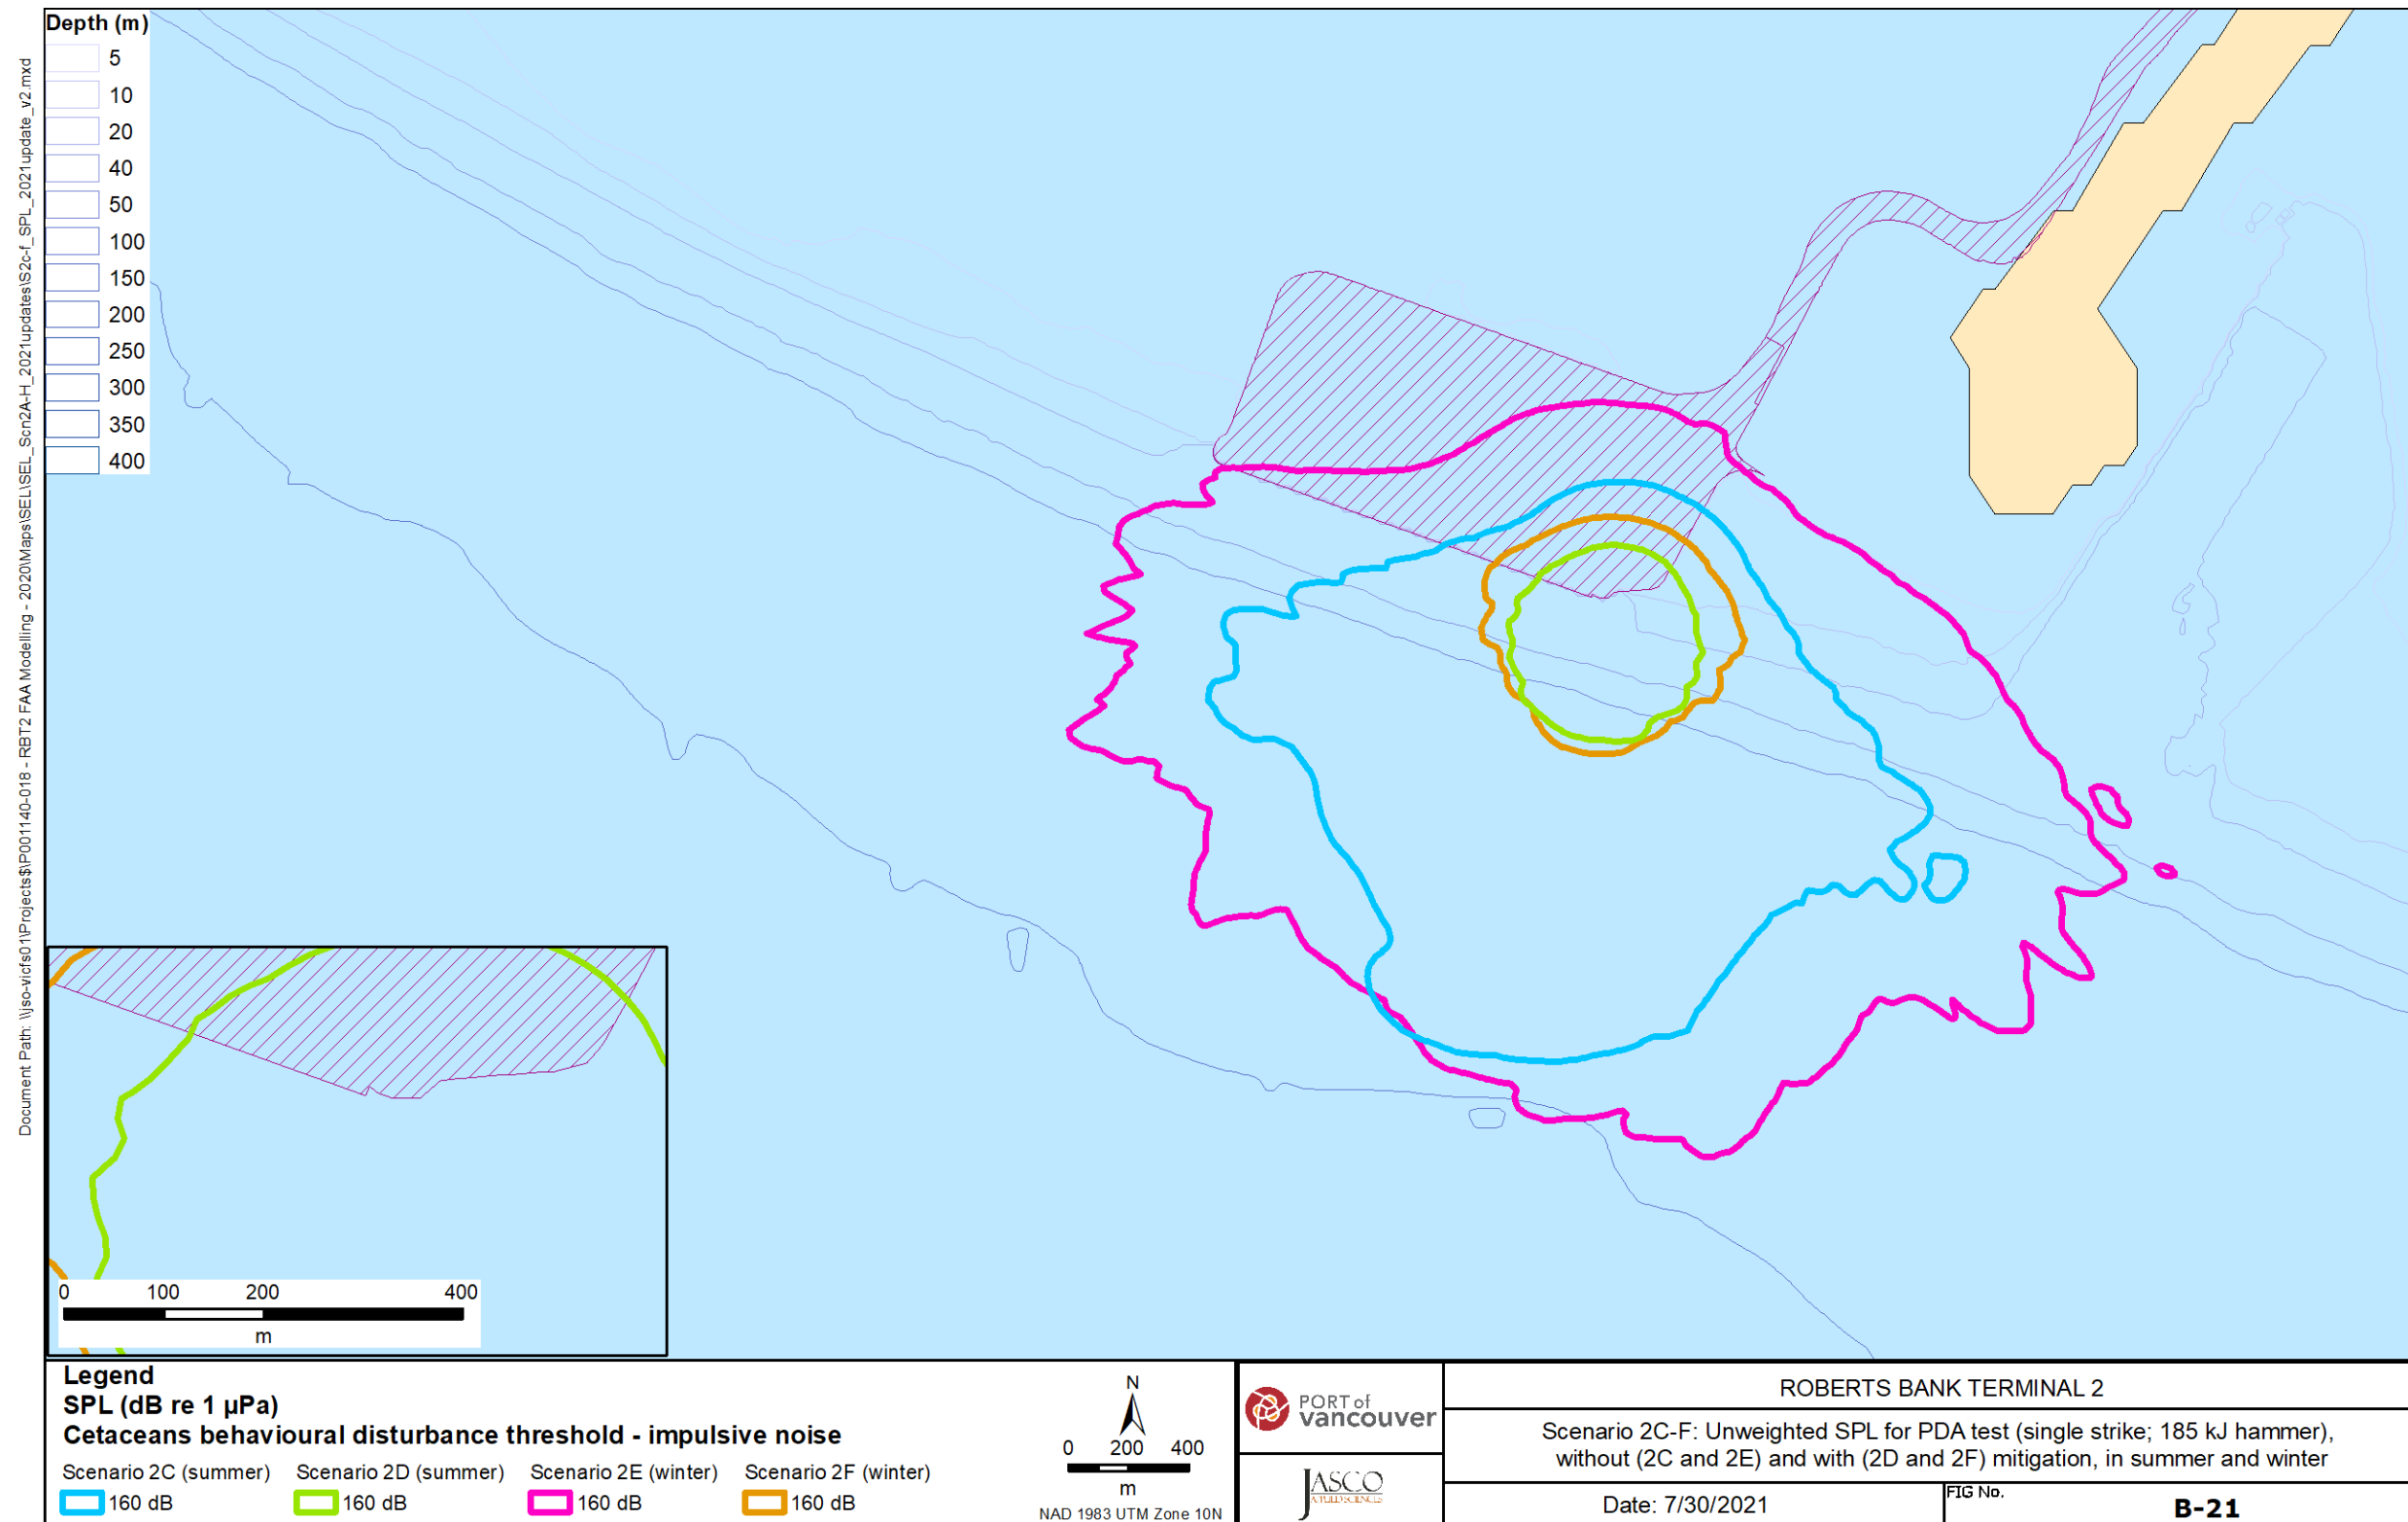 Document Path: \\jso-vicfs01\Projects$\P001140-018 - RBT2 FAA Modelling - 2020\Maps\SEL\SEL_Scn2A-H_2021updates\S2c-f_SPL_2021update_v2.mxd
Depth (m)
5
10
20
40
50
100
150
200
250
300
350
400
0 100 200 400
m
Legend
SPL (dB re 1 µPa)
Cetaceans behavioural disturbance threshold - impulsive noise
Scenario 2C (summer) Scenario 2D (summer) Scenario 2E (winter) Scenario 2F (winter)
160 dB 160 dB 160 dB 160 dB
N
0 200 400
m
NAD 1983 UTM Zone 10N
PORT of
vancouver
JASCO
APPLIED SCIENCES
ROBERTS BANK TERMINAL 2
Scenario 2C-F: Unweighted SPL for PDA test (single strike; 185 kJ hammer),
without (2C and 2E) and with (2D and 2F) mitigation, in summer and winter
Date: 7/30/2021
FIG No.
B-21